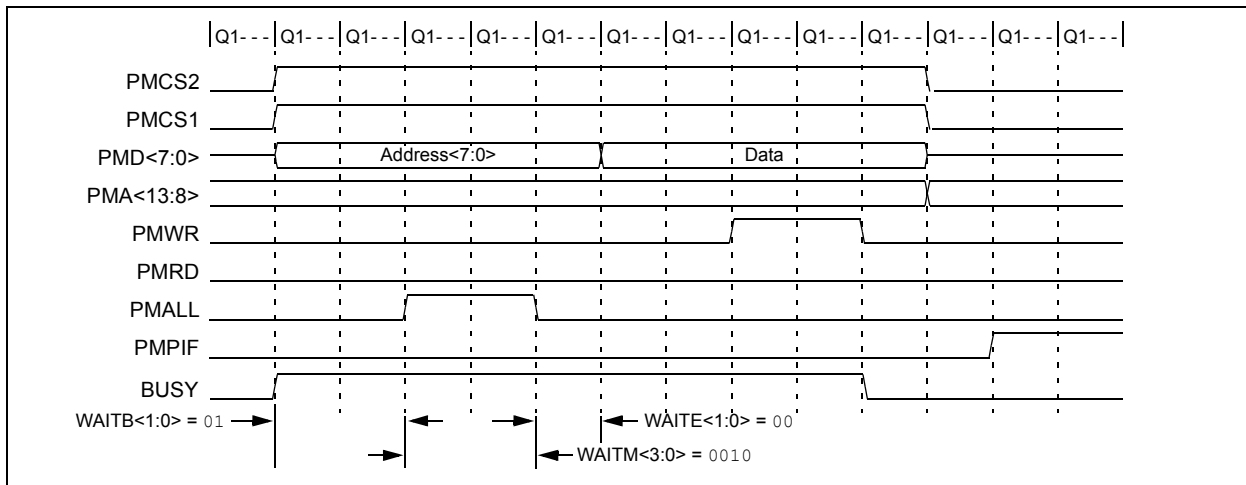 Q1- - - Q1- - - Q1- - - Q1- - - Q1- - - Q1- - - Q1- - - Q1- - - Q1- - - Q1- - - Q1- - - Q1- - - Q1- - - Q1- - -
PMCS2
PMCS1
PMD<7:0> Address<7:0> Data
PMA<13:8>
PMWR
PMRD
PMALL
PMPIF
BUSY
WAITB<1:0> = 01 WAITE<1:0> = 00
WAITM<3:0> = 0010